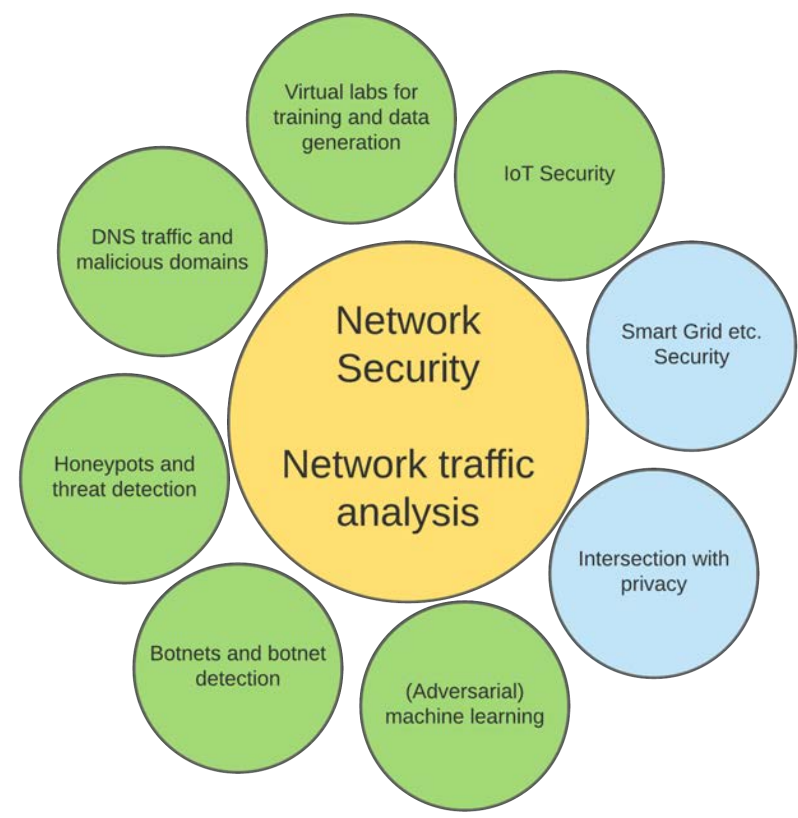 Virtual labs for
training and data
generation
IoT Security
DNS traffic and
malicious domains
Smart Grid etc.
Security
Network
Security
Network traffic
analysis
Honeypots and
threat detection
Intersection with
privacy
Botnets and botnet
detection
(Adversarial)
machine learning